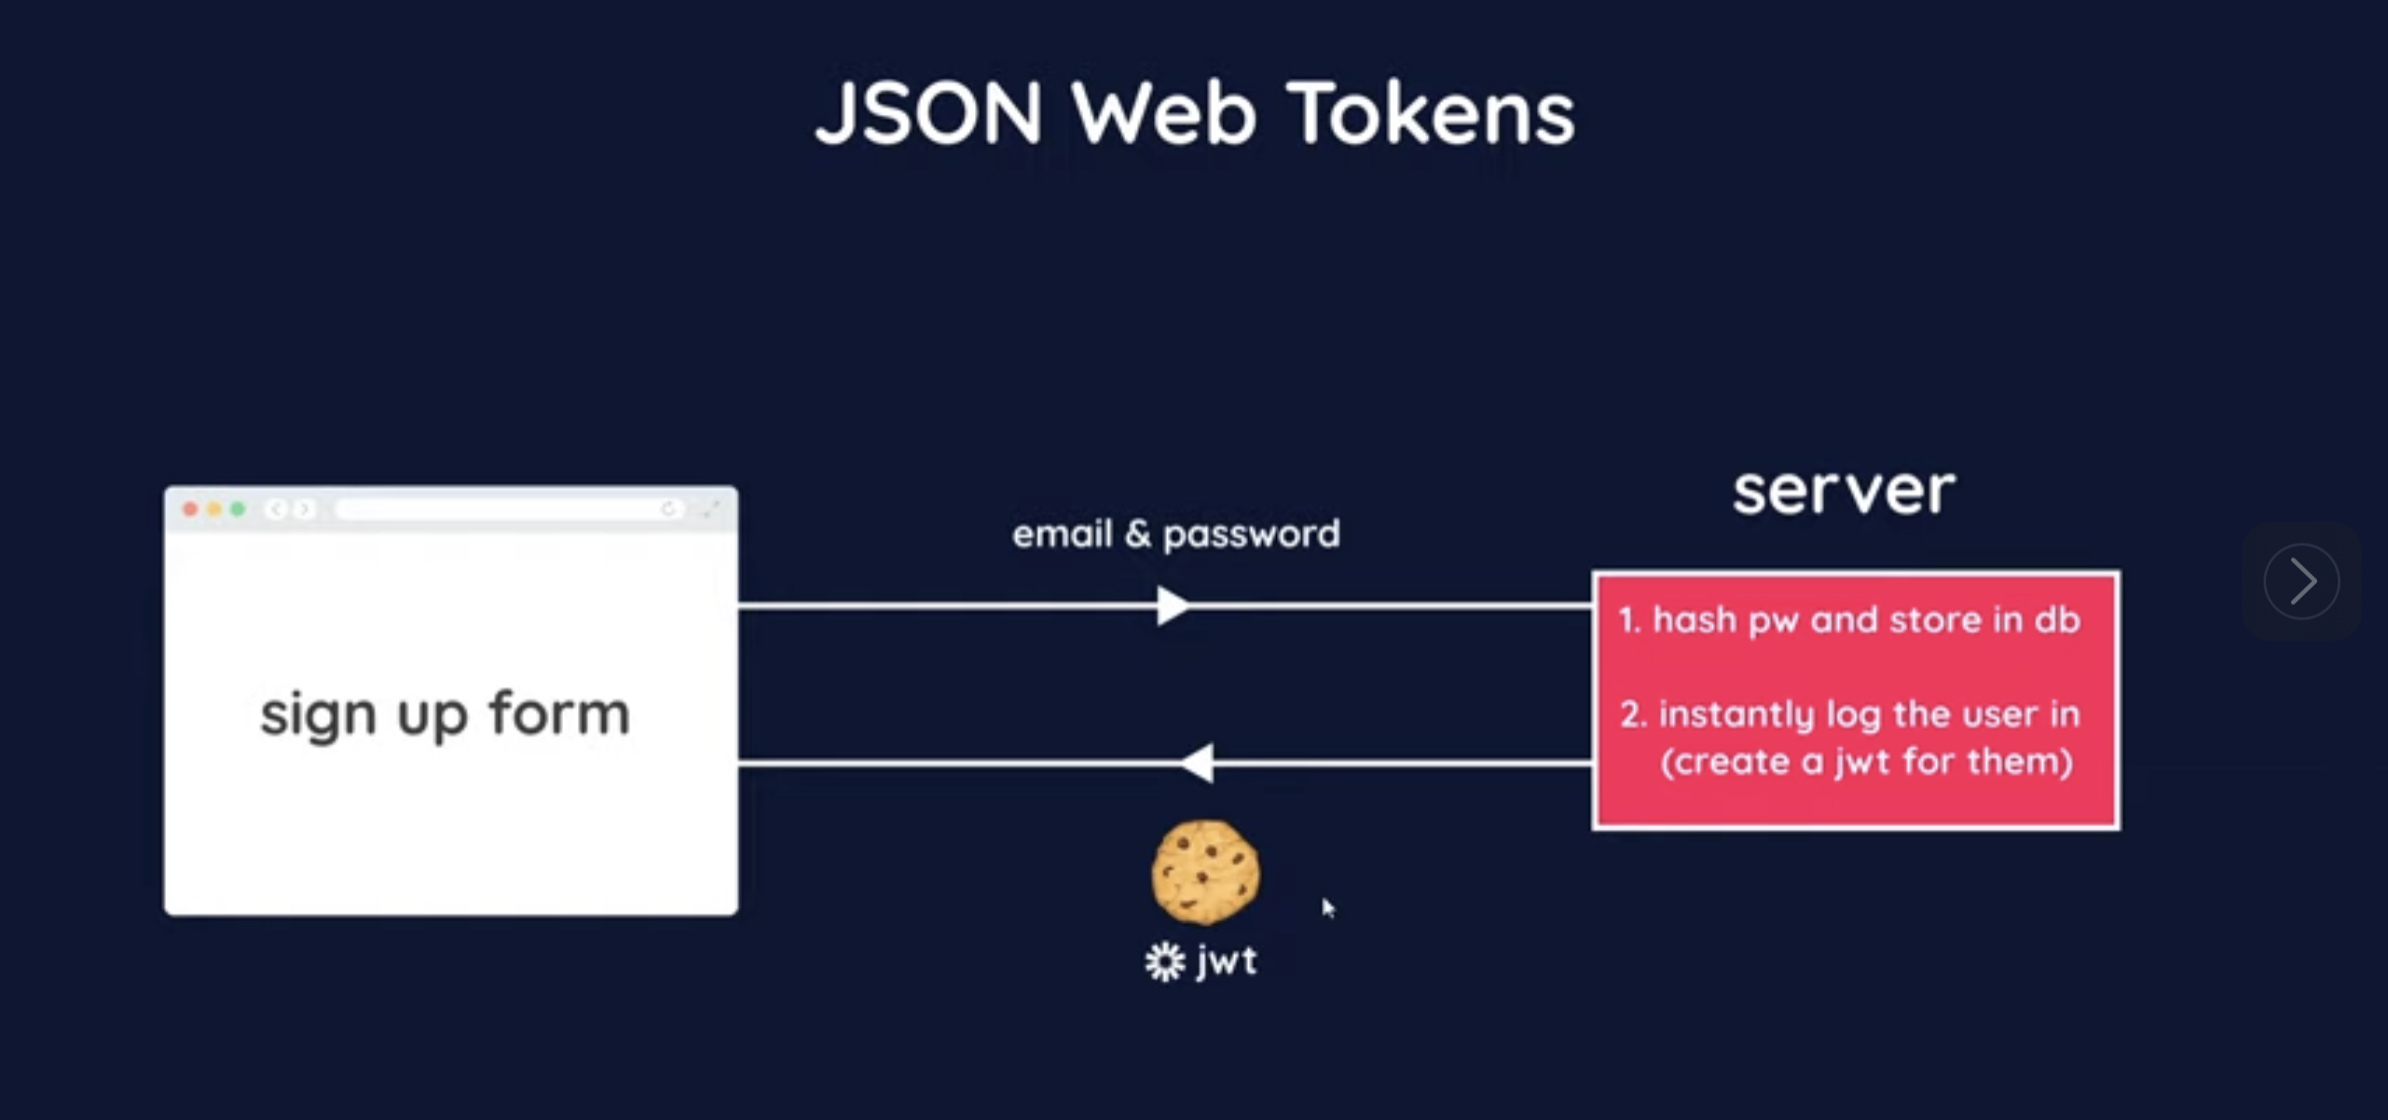 JSON Web Tokens
server
email & password
sign up form
1. hash pw and store in db
2. instantly log the user in
(create a jwt for them)
jwt